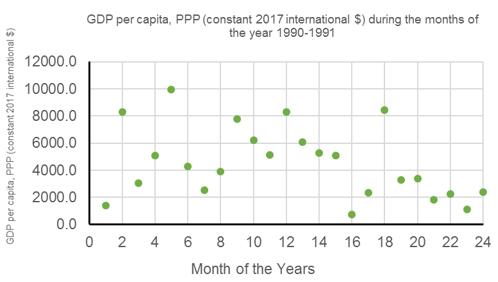 GDP per capita, PPP (constant 2017 international $) during the months of
the year 1990-1991
GDP per capita, PPP (constant 2017 international $)
12000.0
10000.0
8000.0
6000.0
4000.0
2000.0
0.0
0 2 4 6 8 10 12 14 16 18 20 22 24
Month of the Years